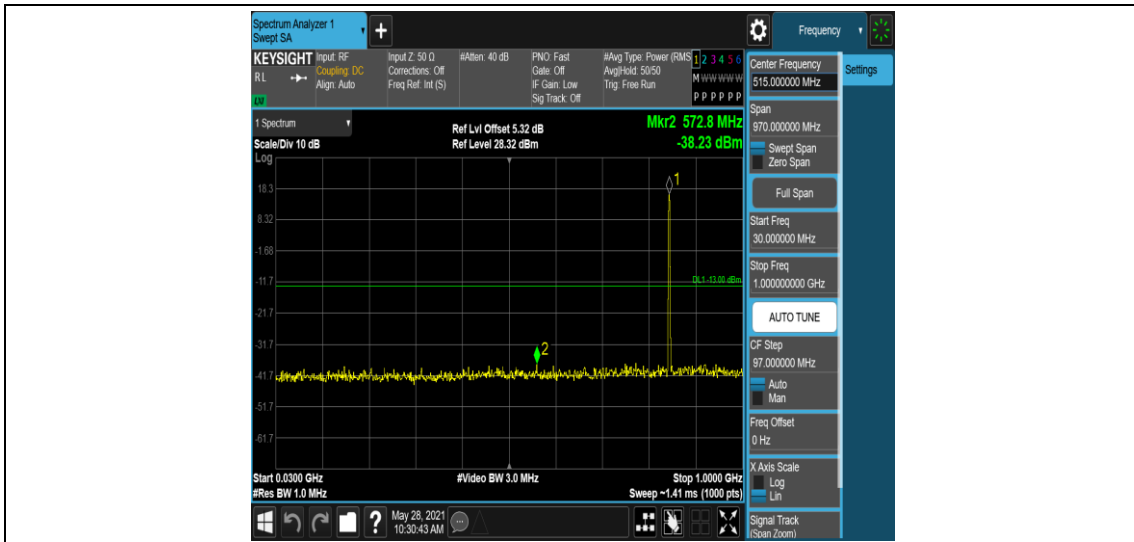 Spectrum Analyzer 1
Swept SA
+
Frequency
KEYSIGHT
RL
Input: RF
Coupling: DC
Align: Auto
Input Z: 50 Ω
Corrections: Off
Freq Ref: Int (S)
#Atten: 40 dB
PNO: Fast
Gate: Off
IF Gain: Low
Sig Track: Off
#Avg Type: Power (RMS
Avg|Hold: 50/50
Trig: Free Run
1 2 3 4 5 6
M W W W W W
P P P P P P
Center Frequency
515.000000 MHz
Settings
Span
970.000000 MHz
Swept Span
Zero Span
Full Span
Start Freq
30.000000 MHz
Stop Freq
1.000000000 GHz
AUTO TUNE
CF Step
97.000000 MHz
Auto
Man
Freq Offset
0 Hz
X Axis Scale
Log
Lin
Signal Track
(Span Zoom)
1 Spectrum
Scale/Div 10 dB
Log
Ref Lvl Offset 5.32 dB
Ref Level 28.32 dBm
Mkr2 572.8 MHz
-38.23 dBm
1
18.3
8.32
-1.68
-11.7
DL1 -13.00 dBm
-21.7
-31.7
2
-41.7
-51.7
-61.7
Start 0.0300 GHz
#Res BW 1.0 MHz
#Video BW 3.0 MHz
Stop 1.0000 GHz
Sweep ~1.41 ms (1000 pts)
?
May 28, 2021
10:30:43 AM